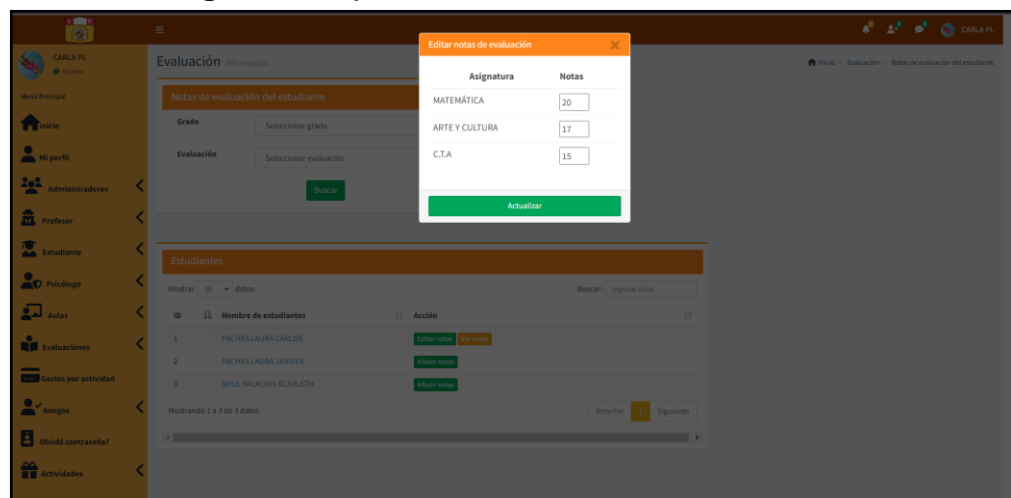 CARLA PL
CARLA PL
En línea
Menú Principal
Inicio
Mi perfil
Administradores
Profesor
Estudiante
Psicólogo
Aulas
Evaluaciones
Gastos por actividad
Amigos
Olvidó contraseña?
Actividades
Evaluación Información
Inicio > Evaluación > Notas de evaluación del estudiante
Notas de evaluación del estudiante
Grado
Seleccionar grado
Evaluación
Seleccionar evaluación
Buscar
Editar notas de evaluación
Asignatura Notas
MATEMÁTICA 20
ARTE Y CULTURA 17
C.T.A 15
Actualizar
Estudiantes
Mostrar 10 datos
Buscar: Ingresar datos
ID Nombre de estudiantes Acción
1 PACHAS LAURA CARLOS Editar notas Ver notas
2 PACHAS LAURA JENIFER Añadir notas
3 SOUL PALACIOS SCARLETH Añadir notas
Mostrando 1 a 3 de 3 datos
Anterior 1 Siguiente